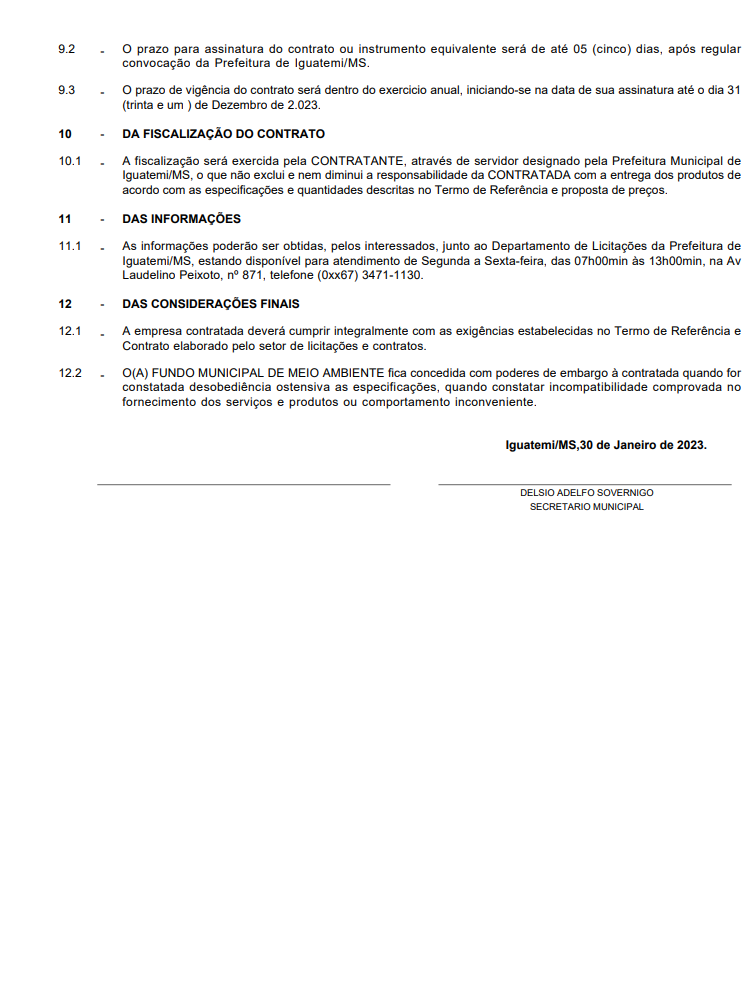 9.2 - O prazo para assinatura do contrato ou instrumento equivalente será de até 05 (cinco) dias, após regular
convocação da Prefeitura de Iguatemi/MS.
9.3 - O prazo de vigência do contrato será dentro do exercicio anual, iniciando-se na data de sua assinatura até o dia 31
(trinta e um ) de Dezembro de 2.023.
10 - DA FISCALIZAÇÃO DO CONTRATO
10.1 - A fiscalização será exercida pela CONTRATANTE, através de servidor designado pela Prefeitura Municipal de
Iguatemi/MS, o que não exclui e nem diminui a responsabilidade da CONTRATADA com a entrega dos produtos de
acordo com as especificações e quantidades descritas no Termo de Referência e proposta de preços.
11 - DAS INFORMAÇÕES
11.1 - As informações poderão ser obtidas, pelos interessados, junto ao Departamento de Licitações da Prefeitura de
Iguatemi/MS, estando disponível para atendimento de Segunda a Sexta-feira, das 07h00min às 13h00min, na Av
Laudelino Peixoto, nº 871, telefone (0xx67) 3471-1130.
12 - DAS CONSIDERAÇÕES FINAIS
12.1 - A empresa contratada deverá cumprir integralmente com as exigências estabelecidas no Termo de Referência e
Contrato elaborado pelo setor de licitações e contratos.
12.2 - O(A) FUNDO MUNICIPAL DE MEIO AMBIENTE fica concedida com poderes de embargo à contratada quando for
constatada desobediência ostensiva as especificações, quando constatar incompatibilidade comprovada no
fornecimento dos serviços e produtos ou comportamento inconveniente.
Iguatemi/MS,30 de Janeiro de 2023.
DELSIO ADELFO SOVERNIGO
SECRETARIO MUNICIPAL